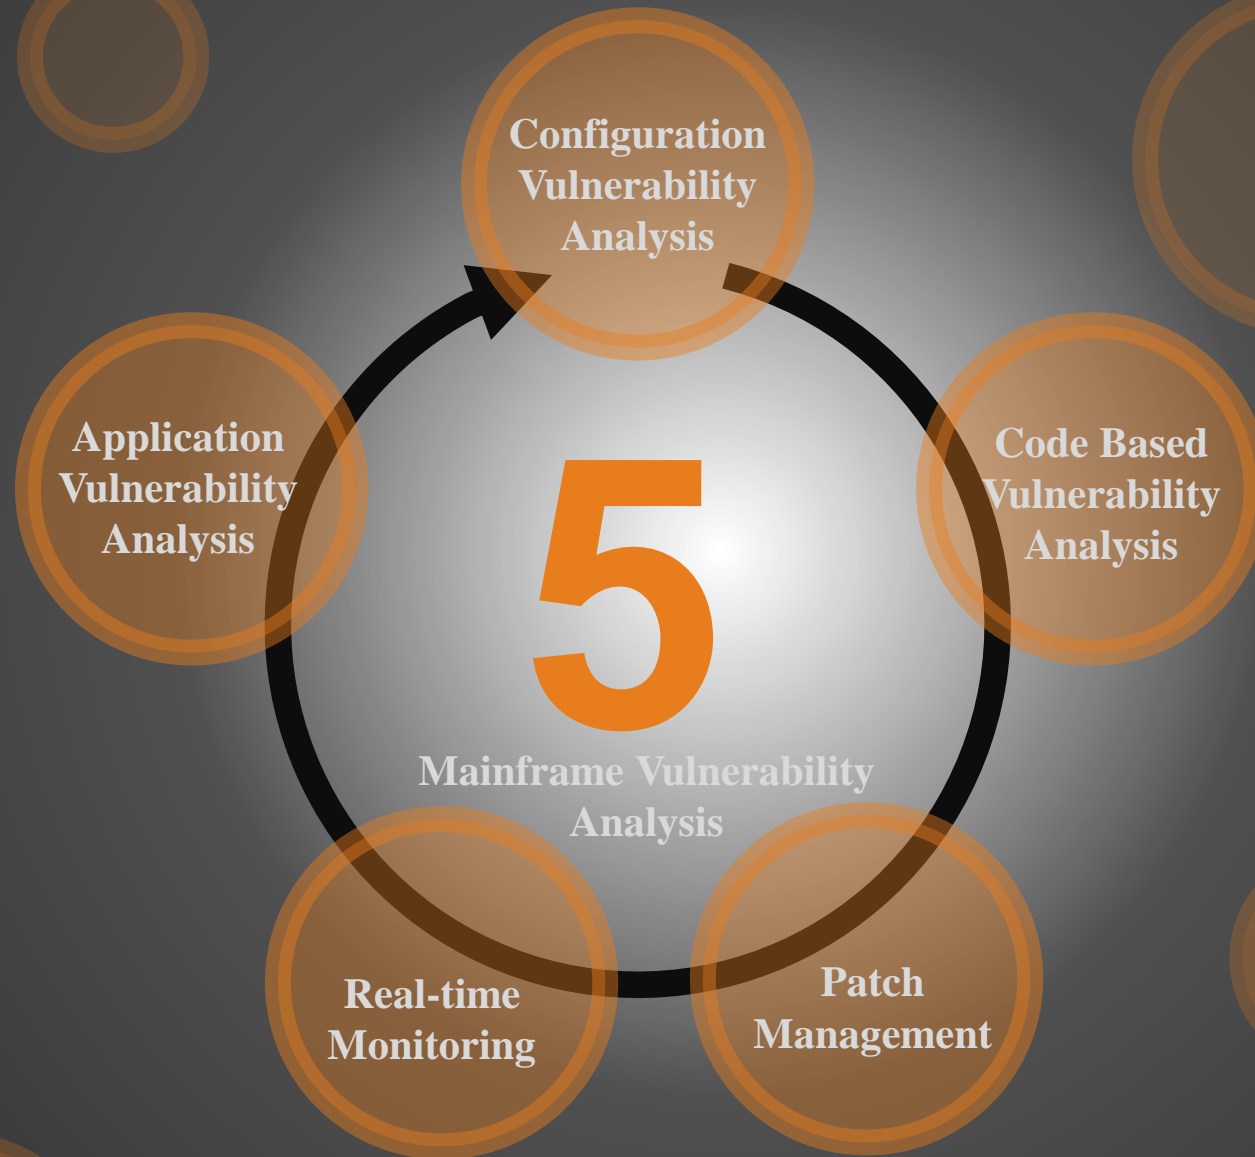 Configuration
Vulnerability
Analysis
Application
Vulnerability
Analysis
Code Based
Vulnerability
Analysis
5
Mainframe Vulnerability
Analysis
Real-time
Monitoring
Patch
Management